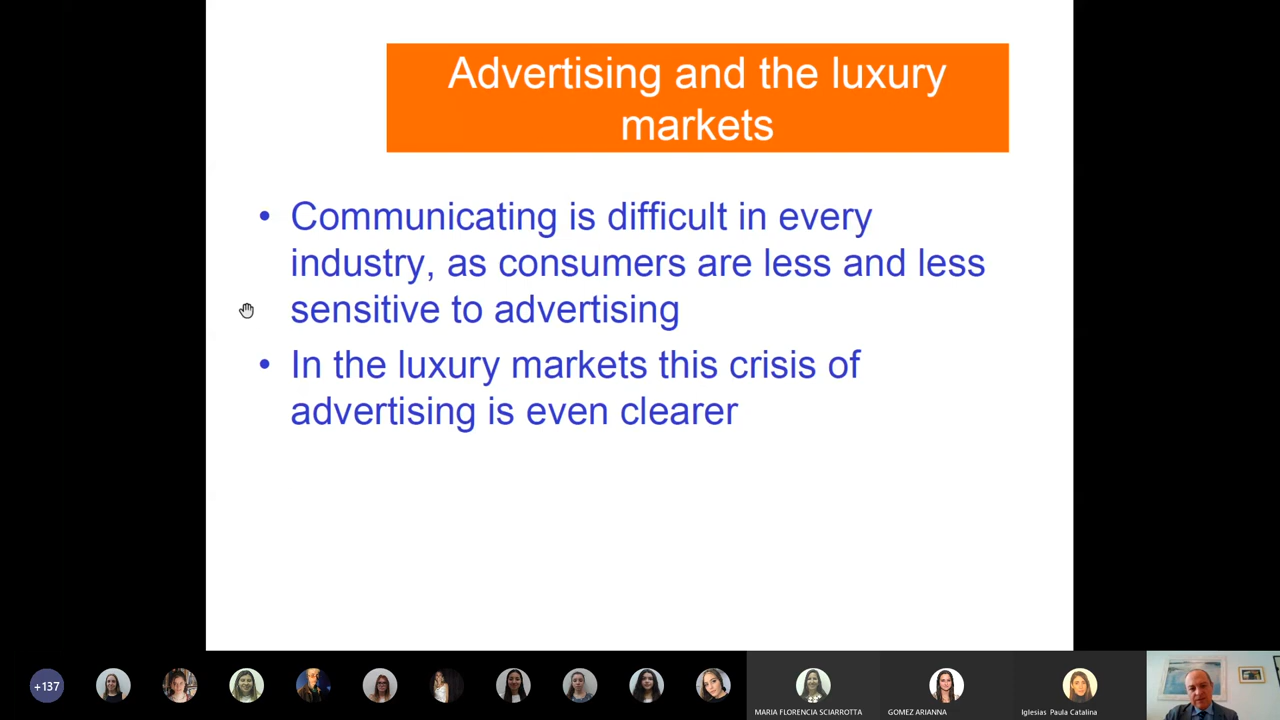 Advertising and the luxury
markets
• Communicating is difficult in every
industry, as consumers are less and less
sensitive to advertising
• In the luxury markets this crisis of
advertising is even clearer
+137
MARIA FLORENCIA SCIARROTTA
GOMEZ ARIANNA
Iglesias Paula Catalina